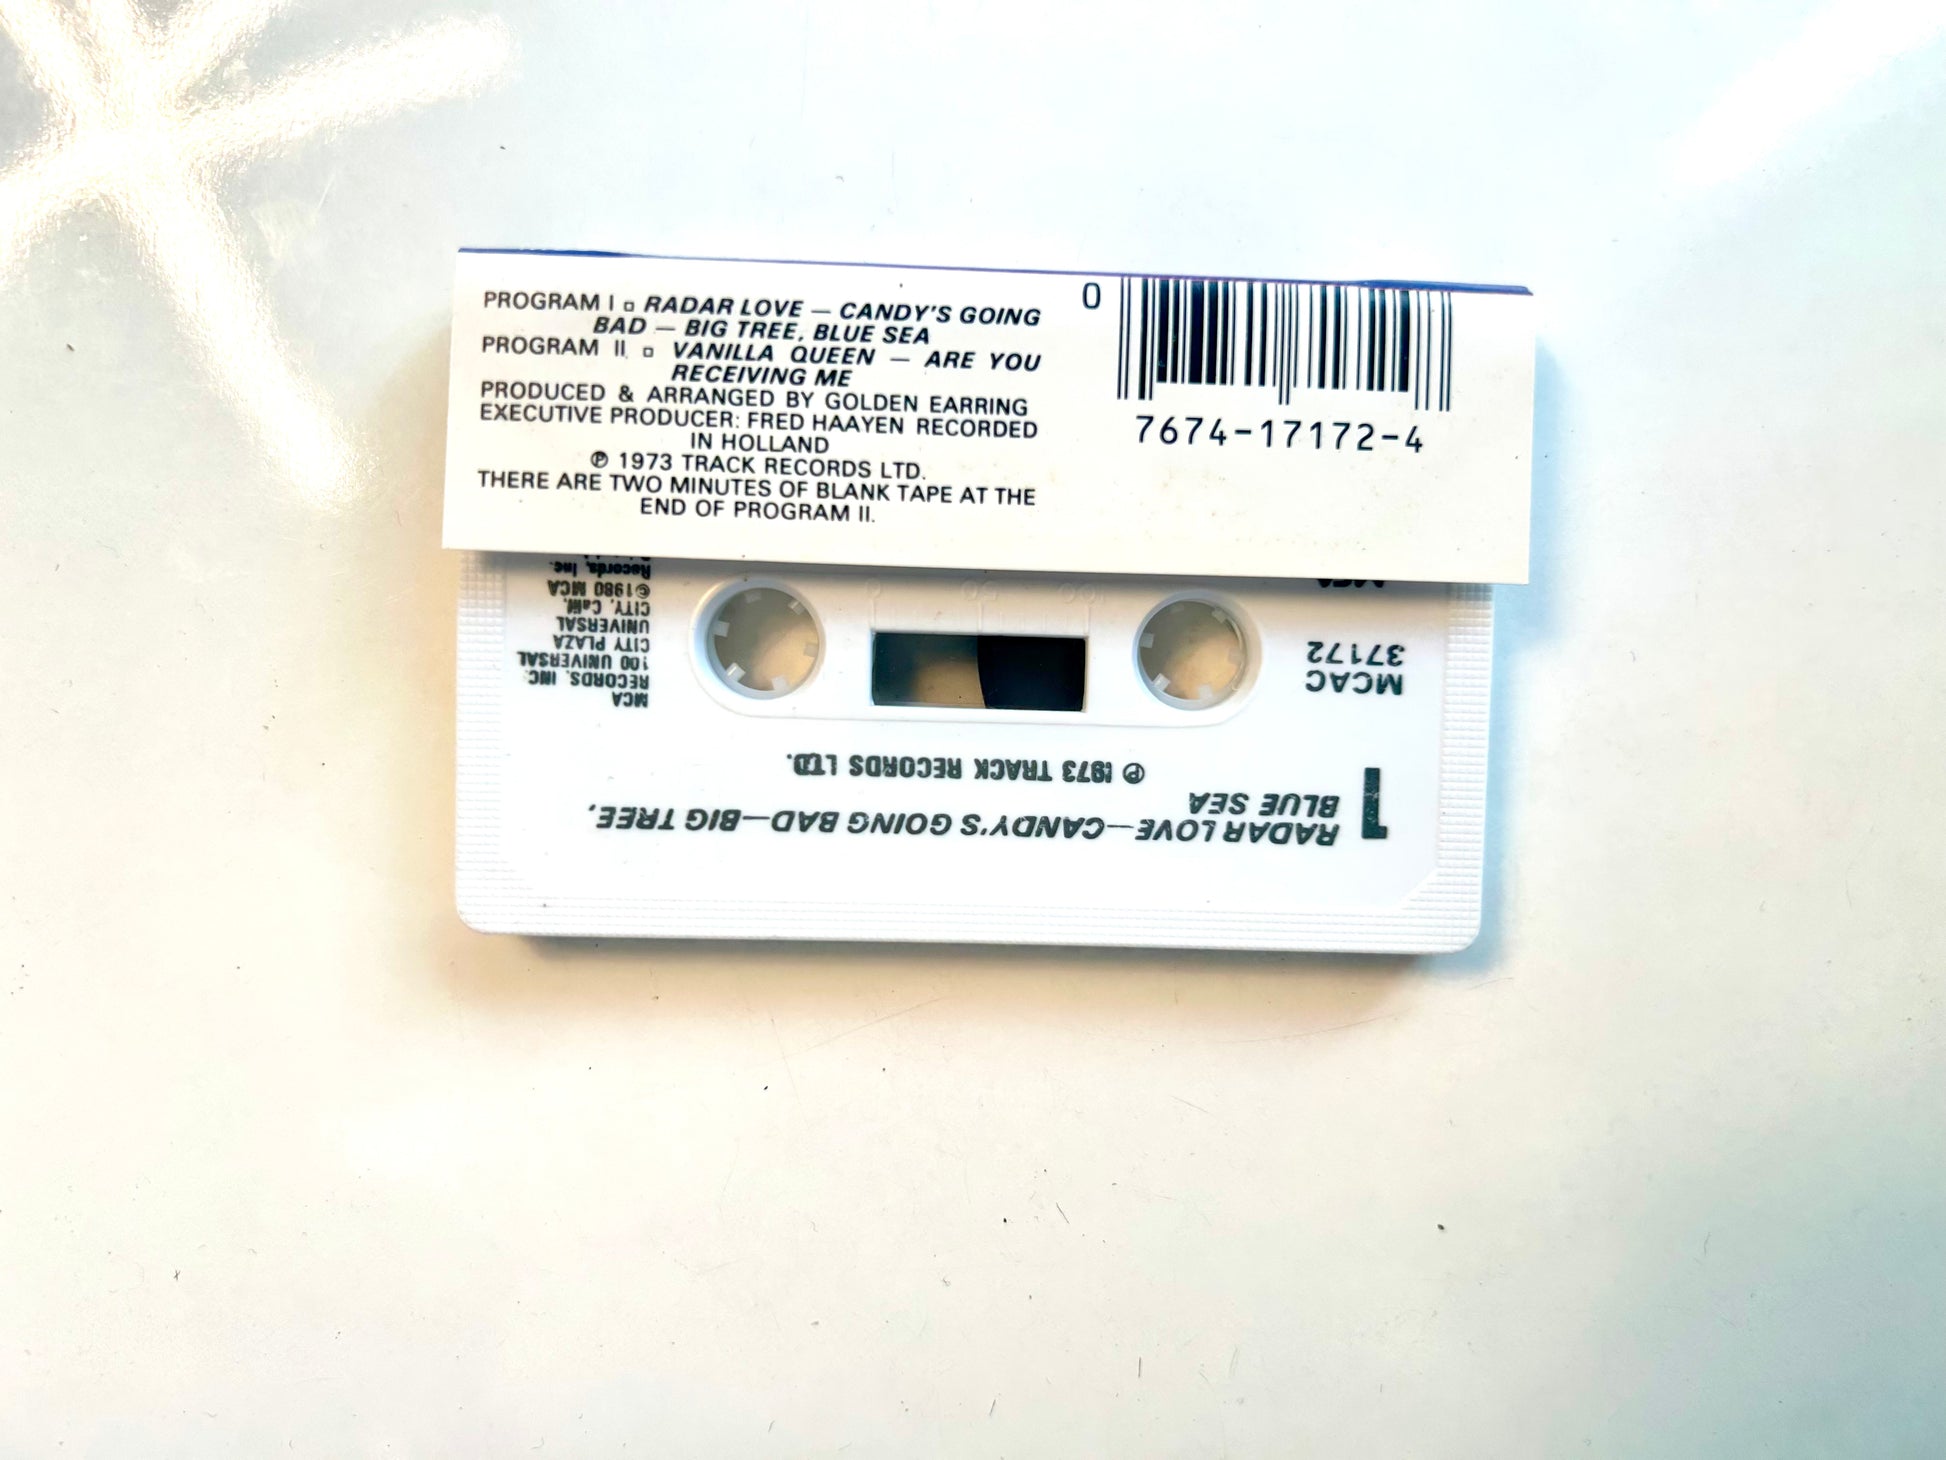 PROGRAM I ▫ RADAR LOVE — CANDY'S GOING
BAD — BIG TREE, BLUE SEA
PROGRAM II ▫ VANILLA QUEEN — ARE YOU
RECEIVING ME
PRODUCED & ARRANGED BY GOLDEN EARRING
EXECUTIVE PRODUCER: FRED HAAYEN RECORDED
IN HOLLAND
℗ 1973 TRACK RECORDS LTD.
THERE ARE TWO MINUTES OF BLANK TAPE AT THE
END OF PROGRAM II.
0
7674-17172-4
1
RADAR LOVE—CANDY'S GOING BAD—BIG TREE,
BLUE SEA
℗ 1973 TRACK RECORDS LTD.
MCAC
37172
MCA
RECORDS, INC.
100 UNIVERSAL
CITY PLAZA
UNIVERSAL
CITY, Calif.
©1980 MCA
Records, Inc.
0 50 100